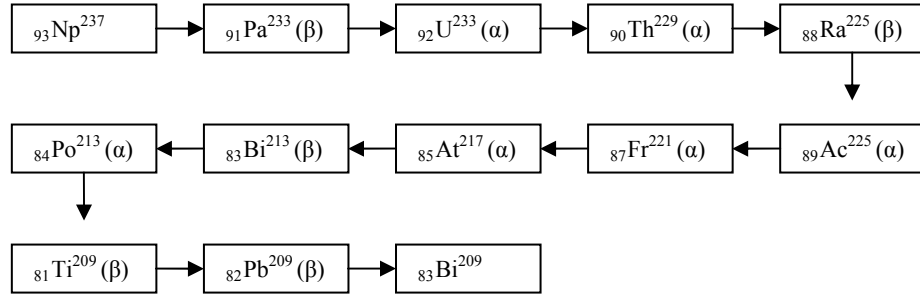 ₉₃Np²³⁷ ₉₁Pa²³³ (β) ₉₂U²³³ (α) ₉₀Th²²⁹ (α) ₈₈Ra²²⁵ (β)
₈₄Po²¹³ (α) ₈₃Bi²¹³ (β) ₈₅At²¹⁷ (α) ₈₇Fr²²¹ (α) ₈₉Ac²²⁵ (α)
₈₁Ti²⁰⁹ (β) ₈₂Pb²⁰⁹ (β) ₈₃Bi²⁰⁹